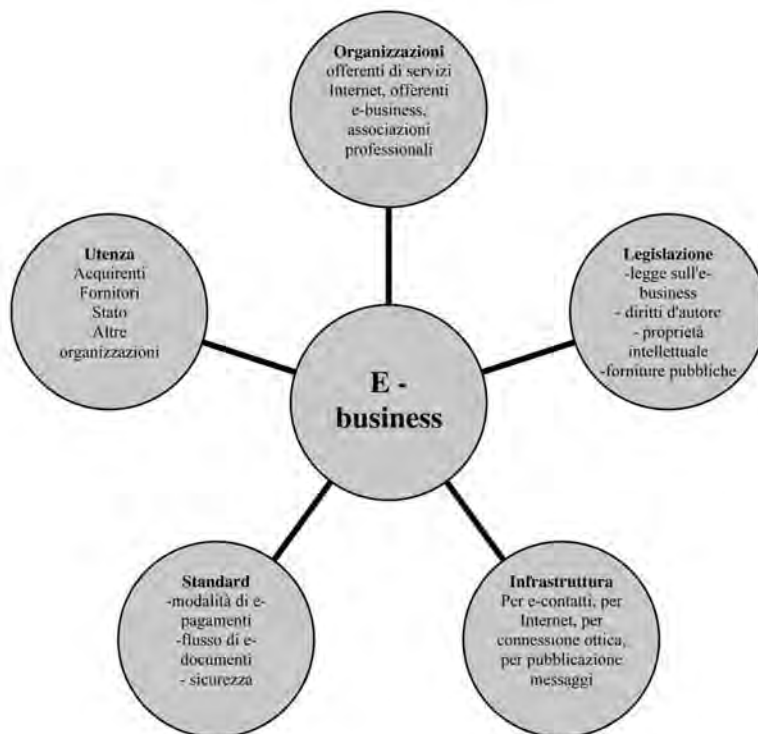 Organizzazioni
offerenti di servizi
Internet, offerenti
e-business,
associazioni
professionali
Utenza
Acquirenti
Fornitori
Stato
Altre
organizzazioni
Legislazione
-legge sull'e-
business
- diritti d'autore
- proprietá
intellettuale
-forniture pubbliche
E -
business
Standard
-modalità di e-
pagamenti
-flusso di e-
documenti
- sicurezza
Infrastruttura
Per e-contatti, per
Internet, per
connessione ottica,
per pubblicazione
messaggi